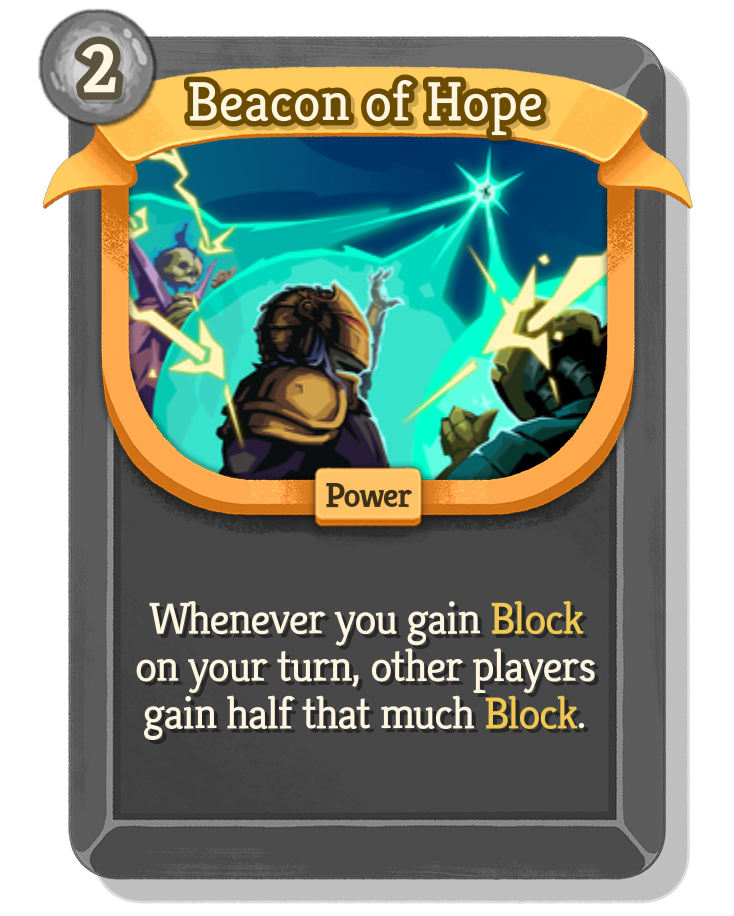 2
Beacon of Hope
Power
Whenever you gain Block
on your turn, other players
gain half that much Block.